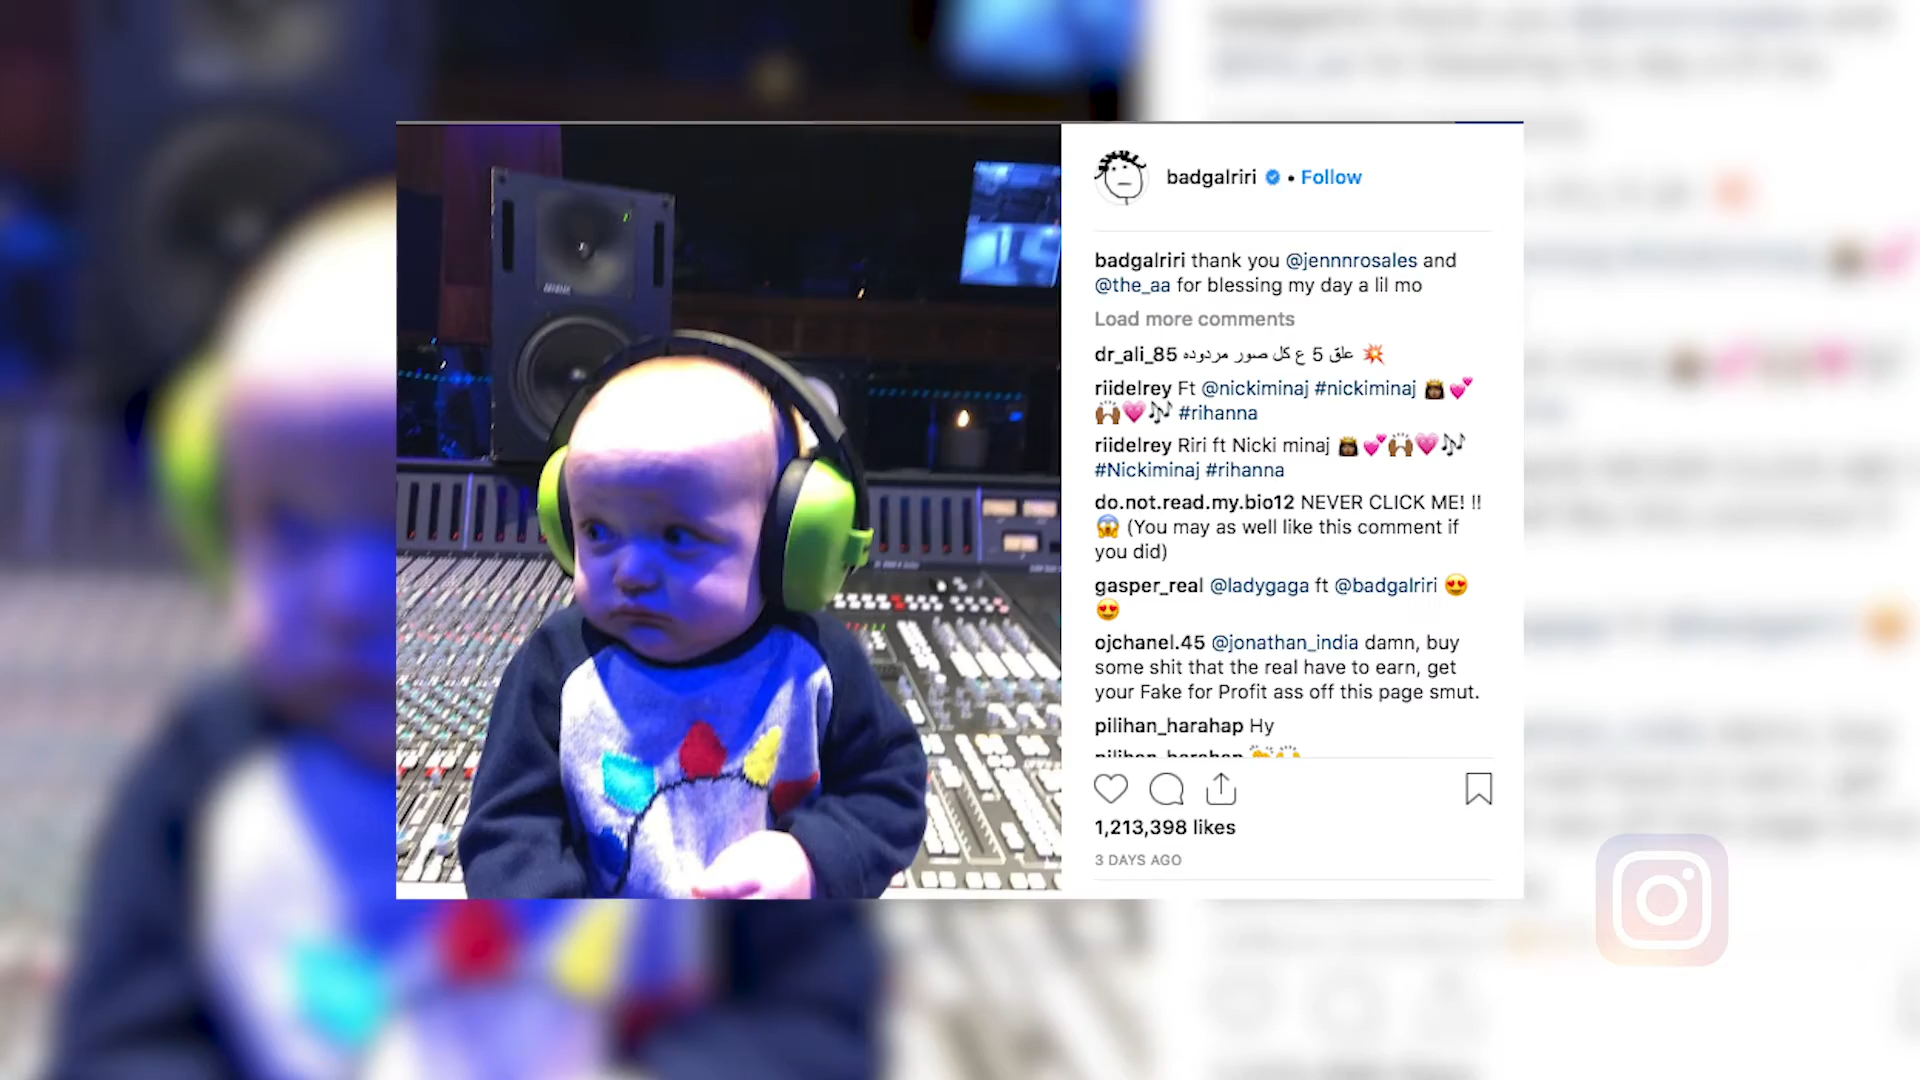 badgalriri • Follow
badgalriri thank you @jennnrosales and
@the_aa for blessing my day a lil mo
Load more comments
dr_ali_85 علق 5 ع كل صور مردوده 💥
riidelrey Ft @nickiminaj #nickiminaj 👸🏾💕
🙌🏾💗🎶 #rihanna
riidelrey Riri ft Nicki minaj 👸🏾💕🙌🏾💗🎶
#Nickiminaj #rihanna
do.not.read.my.bio12 NEVER CLICK ME! !!
😱 (You may as well like this comment if
you did)
gasper_real @ladygaga ft @badgalriri 😍
😍
ojchanel.45 @jonathan_india damn, buy
some shit that the real have to earn, get
your Fake for Profit ass off this page smut.
pilihan_harahap Hy
pilihan_harahap
1,213,398 likes
3 DAYS AGO